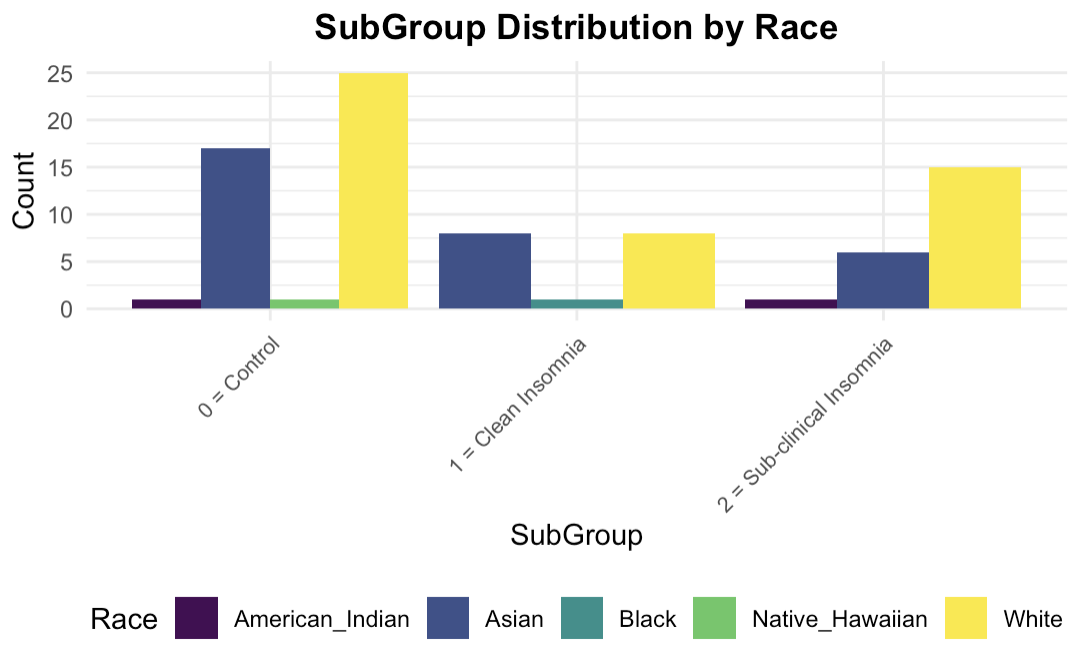 SubGroup Distribution by Race
Count
25
20
15
10
5
0
0 = Control
1 = Clean Insomnia
2 = Sub-clinical Insomnia
SubGroup
Race American_Indian Asian Black Native_Hawaiian White